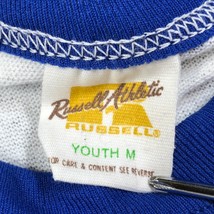 Russell Athletic
RUSSELL®
YOUTH M
FOR CARE & CONSENT SEE REVERSE